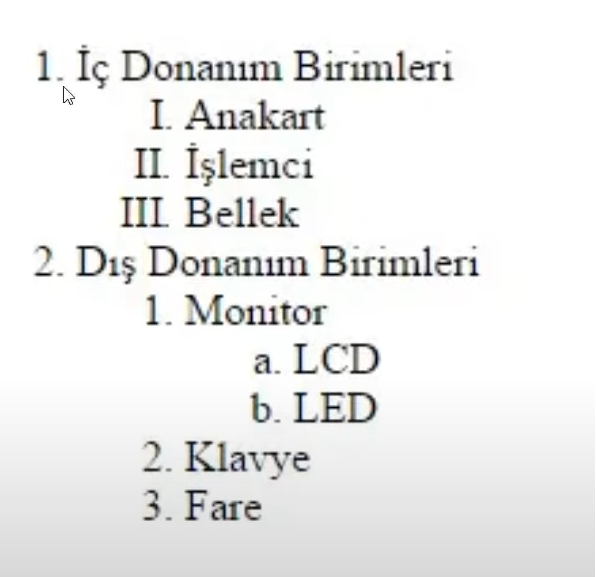 1. İç Donanım Birimleri
I. Anakart
II. İşlemci
III. Bellek
2. Dış Donanım Birimleri
1. Monitor
a. LCD
b. LED
2. Klavye
3. Fare